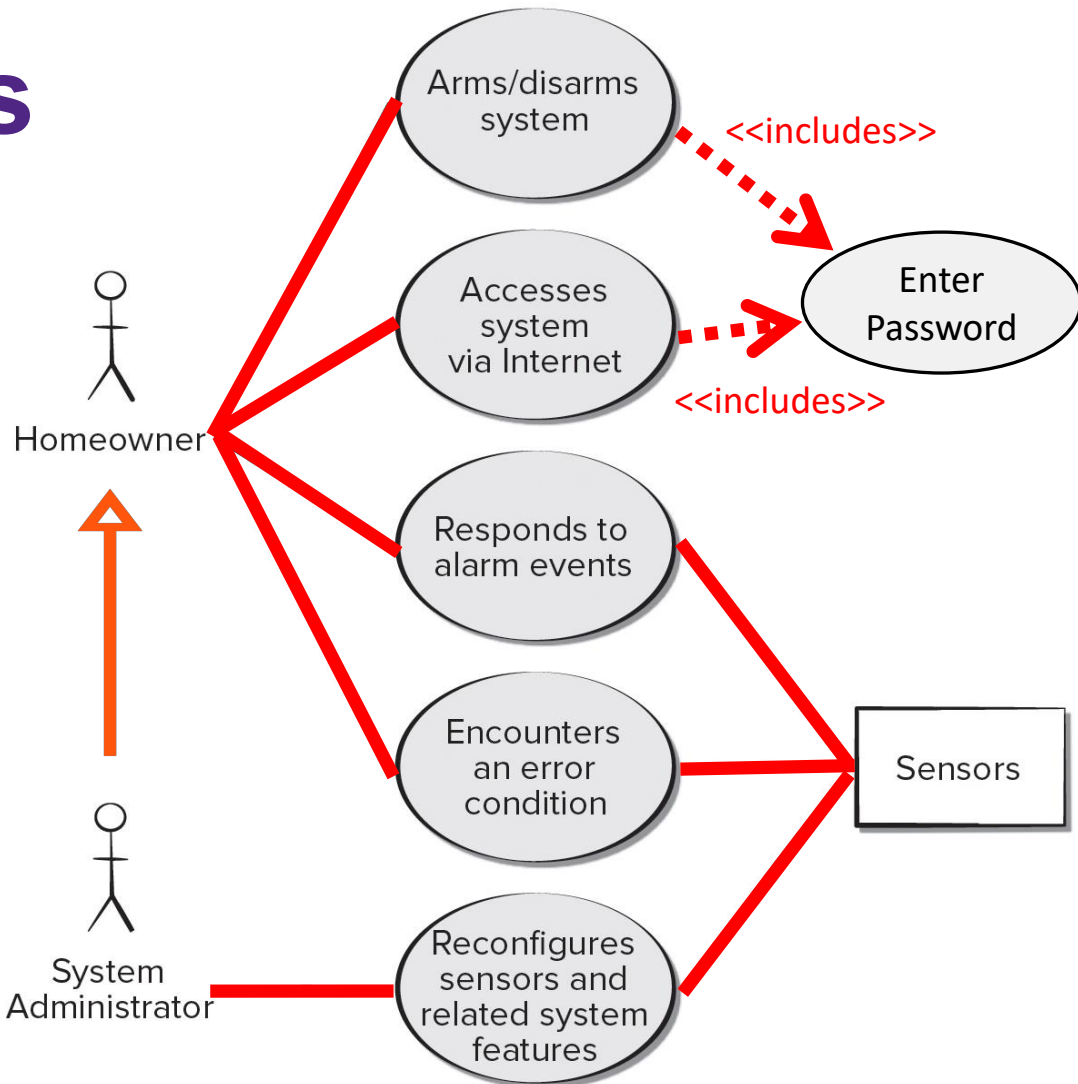 s
Arms/disarms
system
<<includes>>
Enter
Password
Accesses
system
via Internet
<<includes>>
Homeowner
Responds to
alarm events
Encounters
an error
condition
Sensors
System
Administrator
Reconfigures
sensors and
related system
features